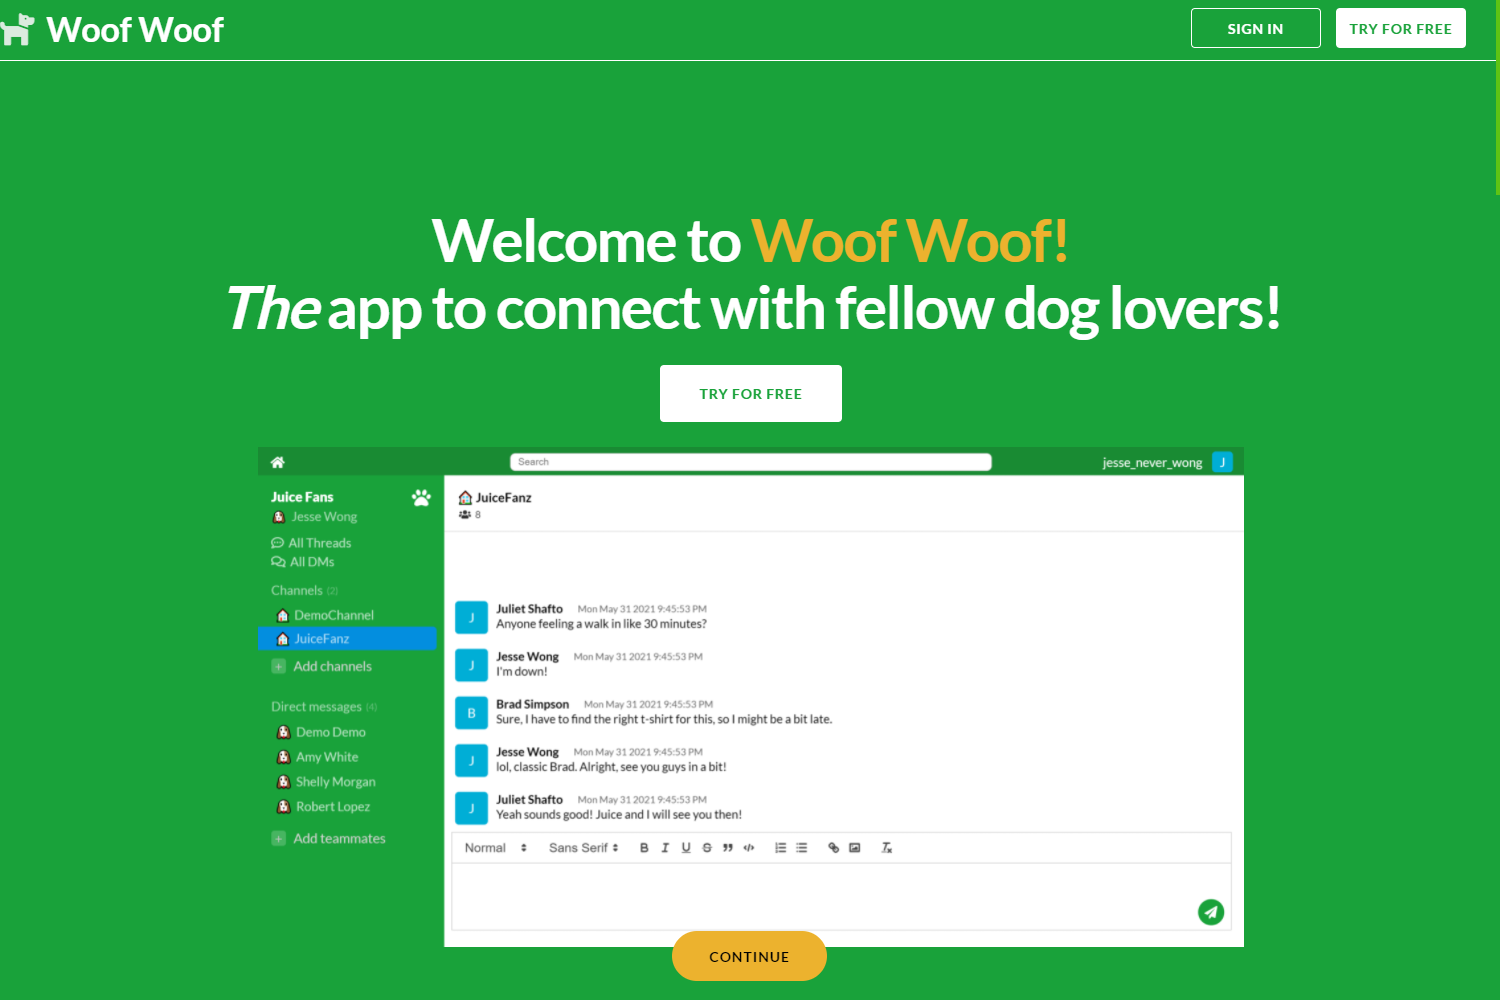 Woof Woof
SIGN IN
TRY FOR FREE
Welcome to Woof Woof!
The app to connect with fellow dog lovers!
TRY FOR FREE
Search
jesse_never_wong
J
Juice Fans
Jesse Wong
All Threads
All DMs
Channels (2)
DemoChannel
JuiceFanz
+ Add channels
Direct messages (4)
Demo Demo
Amy White
Shelly Morgan
Robert Lopez
+ Add teammates
JuiceFanz
8
J
Juliet Shafto Mon May 31 2021 9:45:53 PM
Anyone feeling a walk in like 30 minutes?
J
Jesse Wong Mon May 31 2021 9:45:53 PM
I'm down!
B
Brad Simpson Mon May 31 2021 9:45:53 PM
Sure, I have to find the right t-shirt for this, so I might be a bit late.
J
Jesse Wong Mon May 31 2021 9:45:53 PM
lol, classic Brad. Alright, see you guys in a bit!
J
Juliet Shafto Mon May 31 2021 9:45:53 PM
Yeah sounds good! Juice and I will see you then!
Normal Sans Serif B I U S
CONTINUE